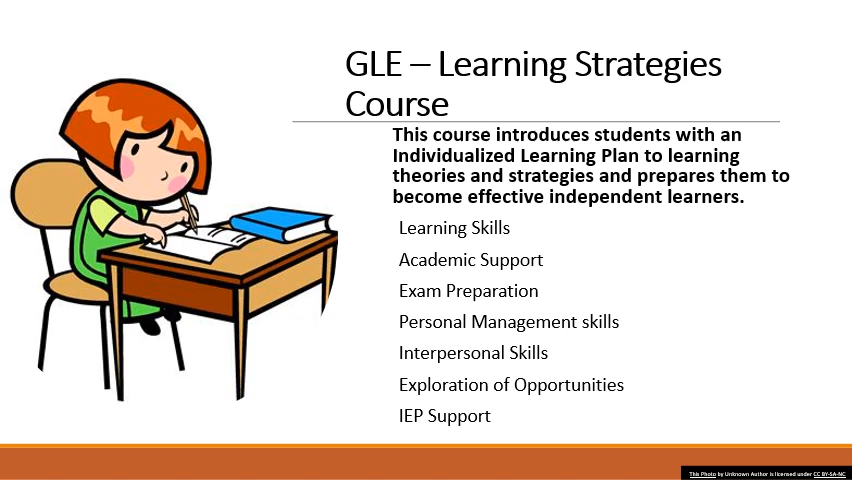 GLE – Learning Strategies
Course
This course introduces students with an
Individualized Learning Plan to learning
theories and strategies and prepares them to
become effective independent learners.
Learning Skills
Academic Support
Exam Preparation
Personal Management skills
Interpersonal Skills
Exploration of Opportunities
IEP Support
This Photo by Unknown Author is licensed under CC BY-SA-NC